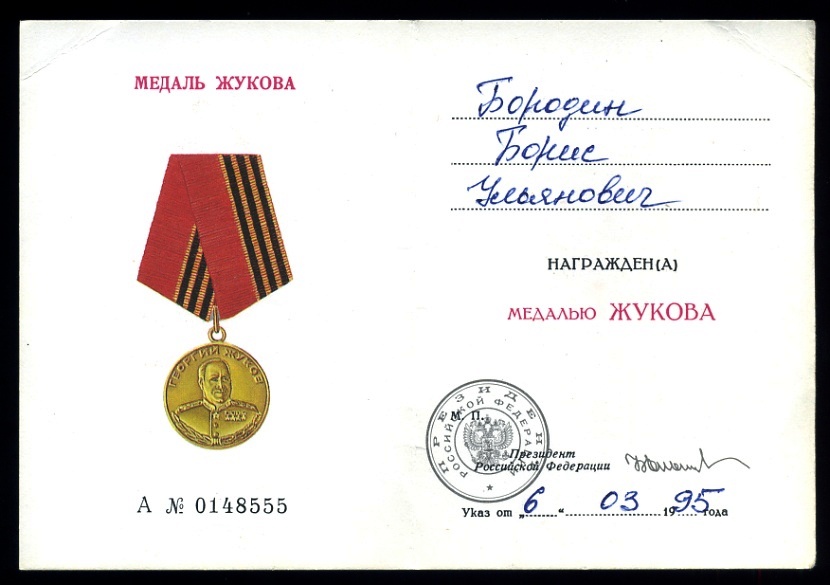 МЕДАЛЬ ЖУКОВА
ГЕОРГИЙ ЖУКОВ
А № 0148555
Бородин
Борис
Ульянович
НАГРАЖДЕН(А)
МЕДАЛЬЮ ЖУКОВА
ПРЕЗИДЕНТ
РОССИЙСКОЙ ФЕДЕРАЦИИ
М. П.
Президент
Российской Федерации
Указ от „6“ 03 1995 года